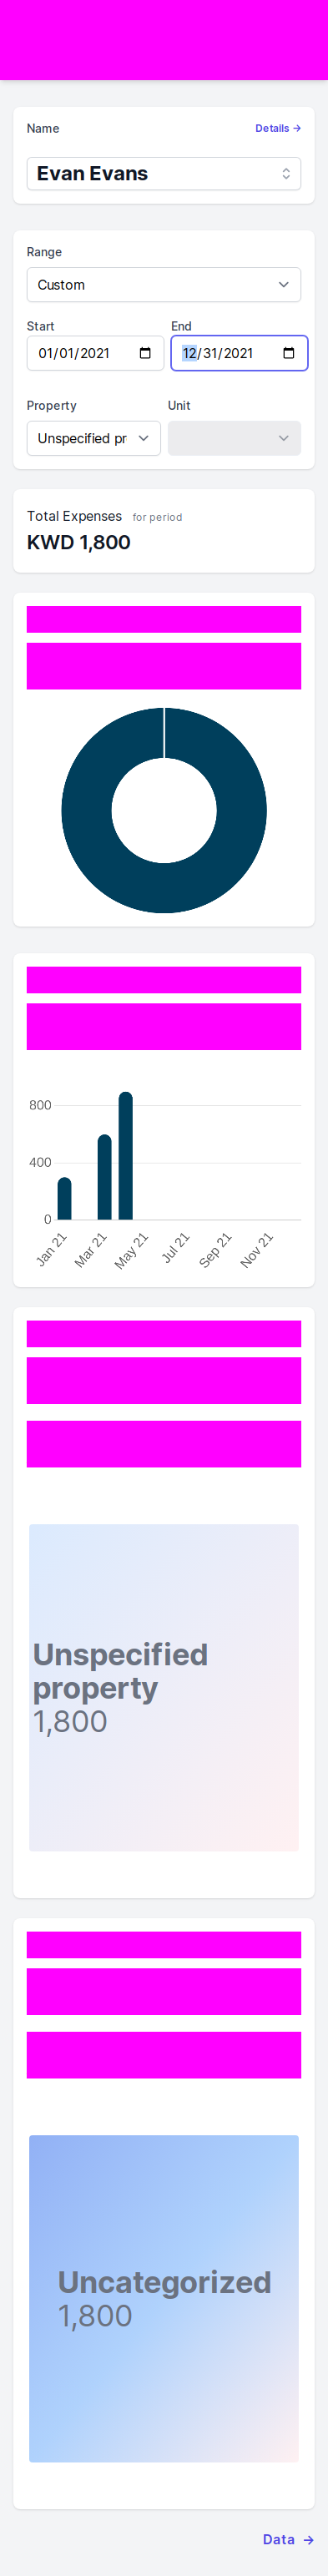 Name
Details →
Evan Evans
Range
Custom
Start
End
01/01/2021
12/31/2021
Property
Unit
Unspecified pr
Total Expenses for period
KWD 1,800
800
400
0
Jan 21
Mar 21
May 21
Jul 21
Sep 21
Nov 21
Unspecified
property
1,800
Uncategorized
1,800
Data →